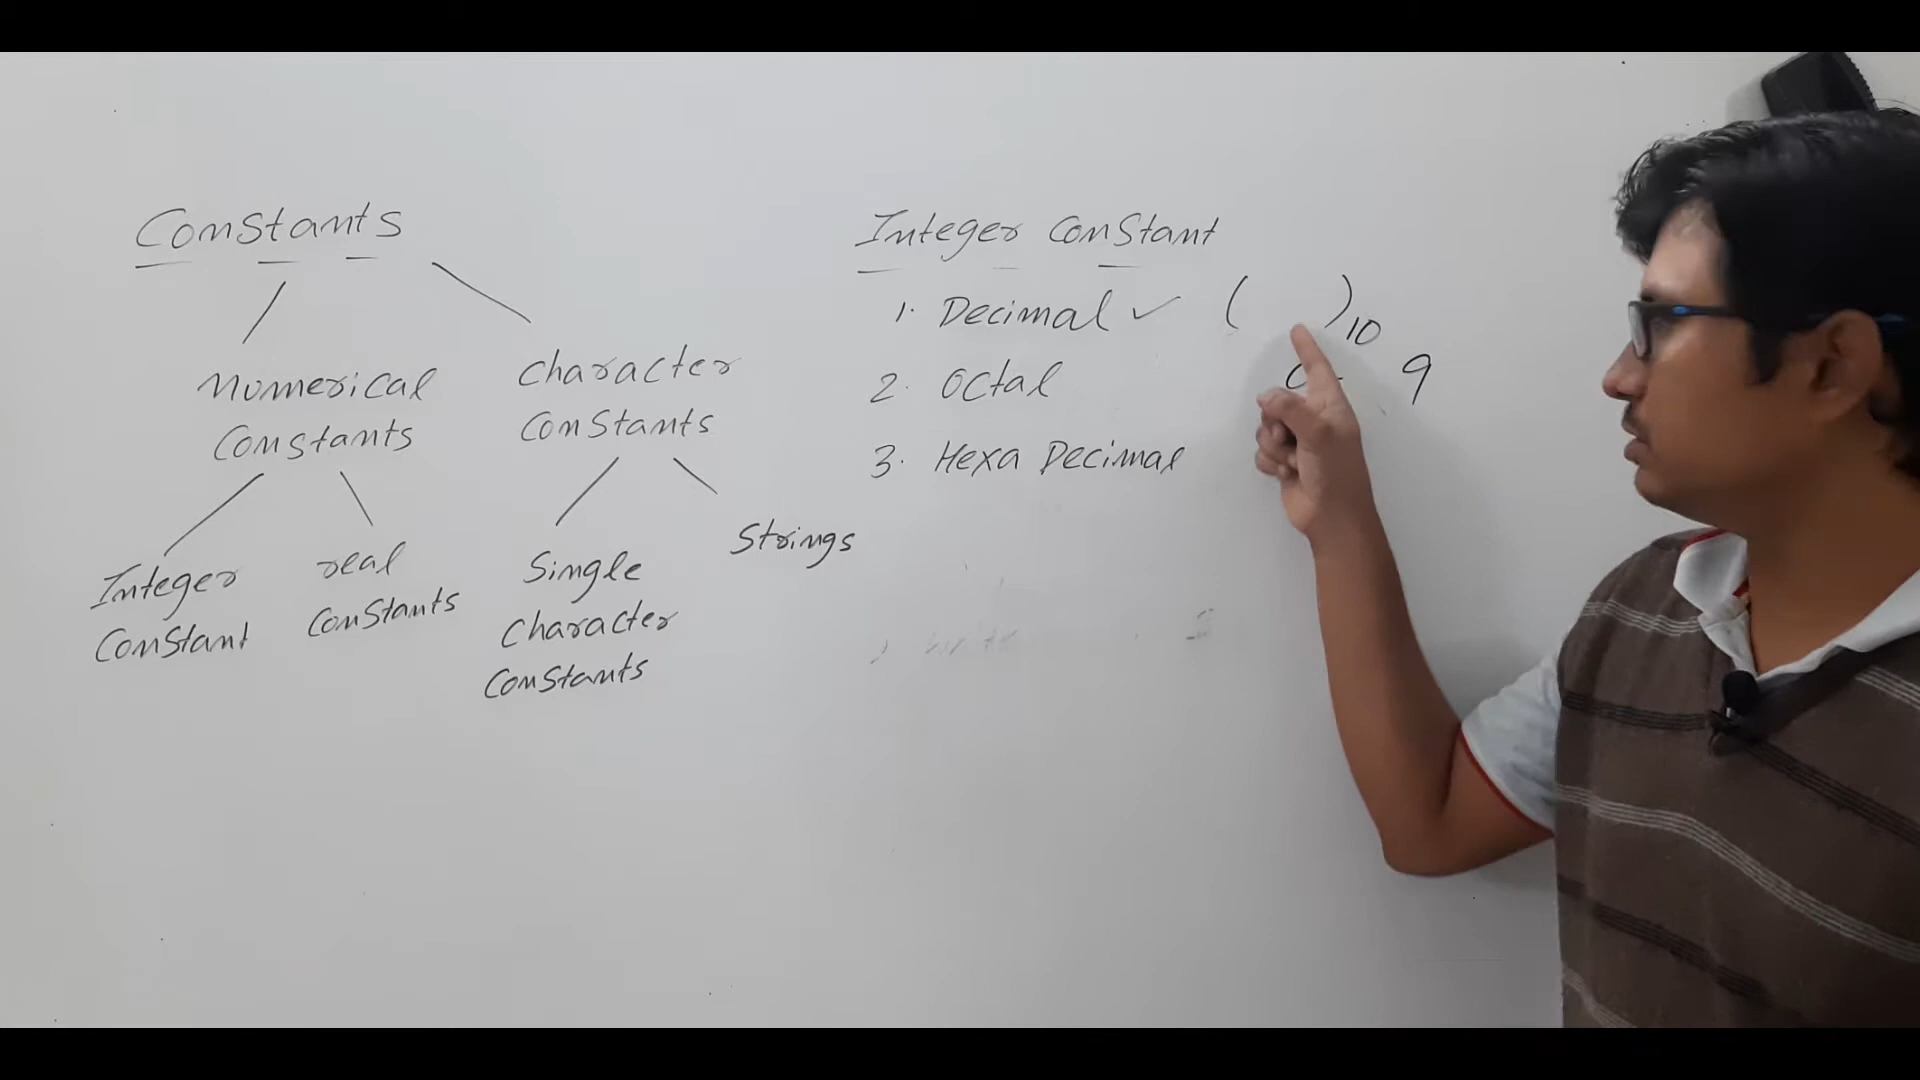 Constants
Numerical
Constants
Character
Constants
Integer
Constant
real
Constants
Single
Character
Constants
Strings
Integer Constant
1. Decimal ✓ ( )10
2. Octal 0- 9
3. Hexa Decimal